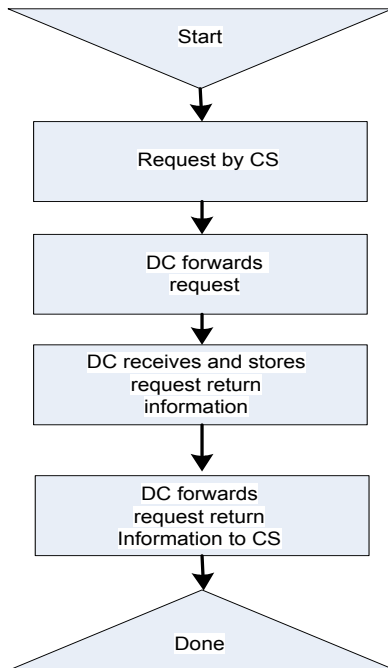 Start
Request by CS
DC forwards
request
DC receives and stores
request return
information
DC forwards
request return
Information to CS
Done